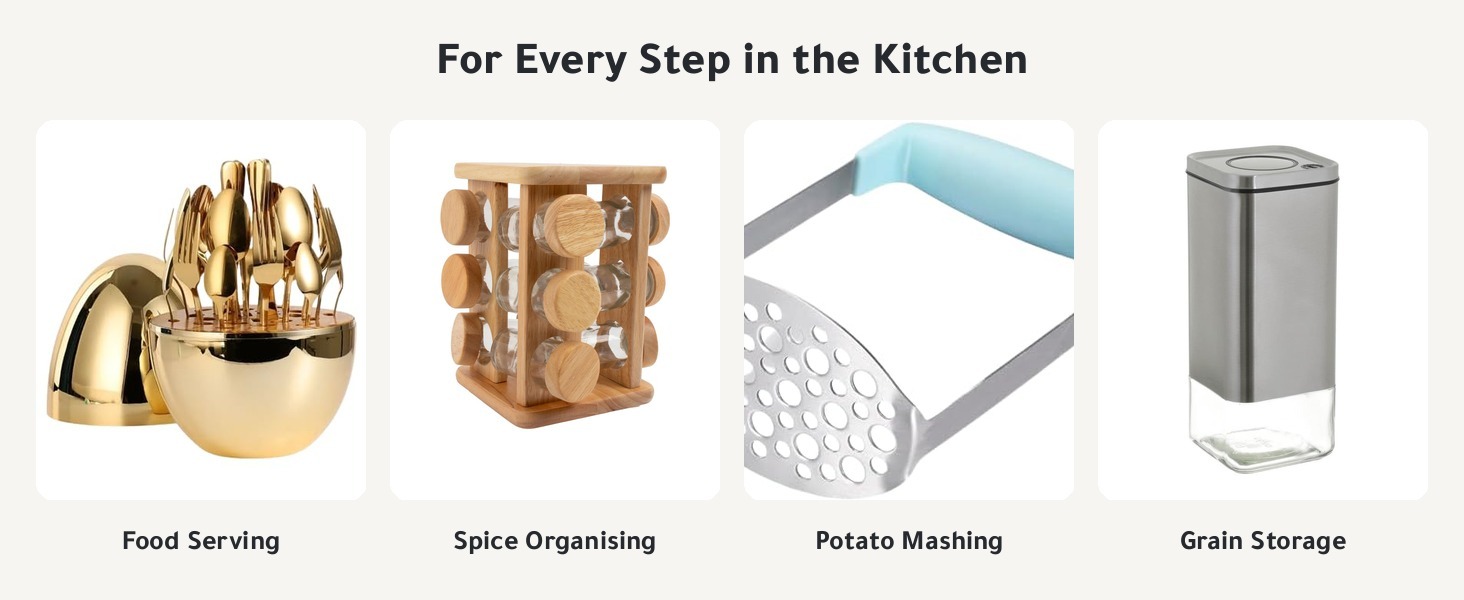 For Every Step in the Kitchen
Food Serving
Spice Organising
Potato Mashing
Grain Storage